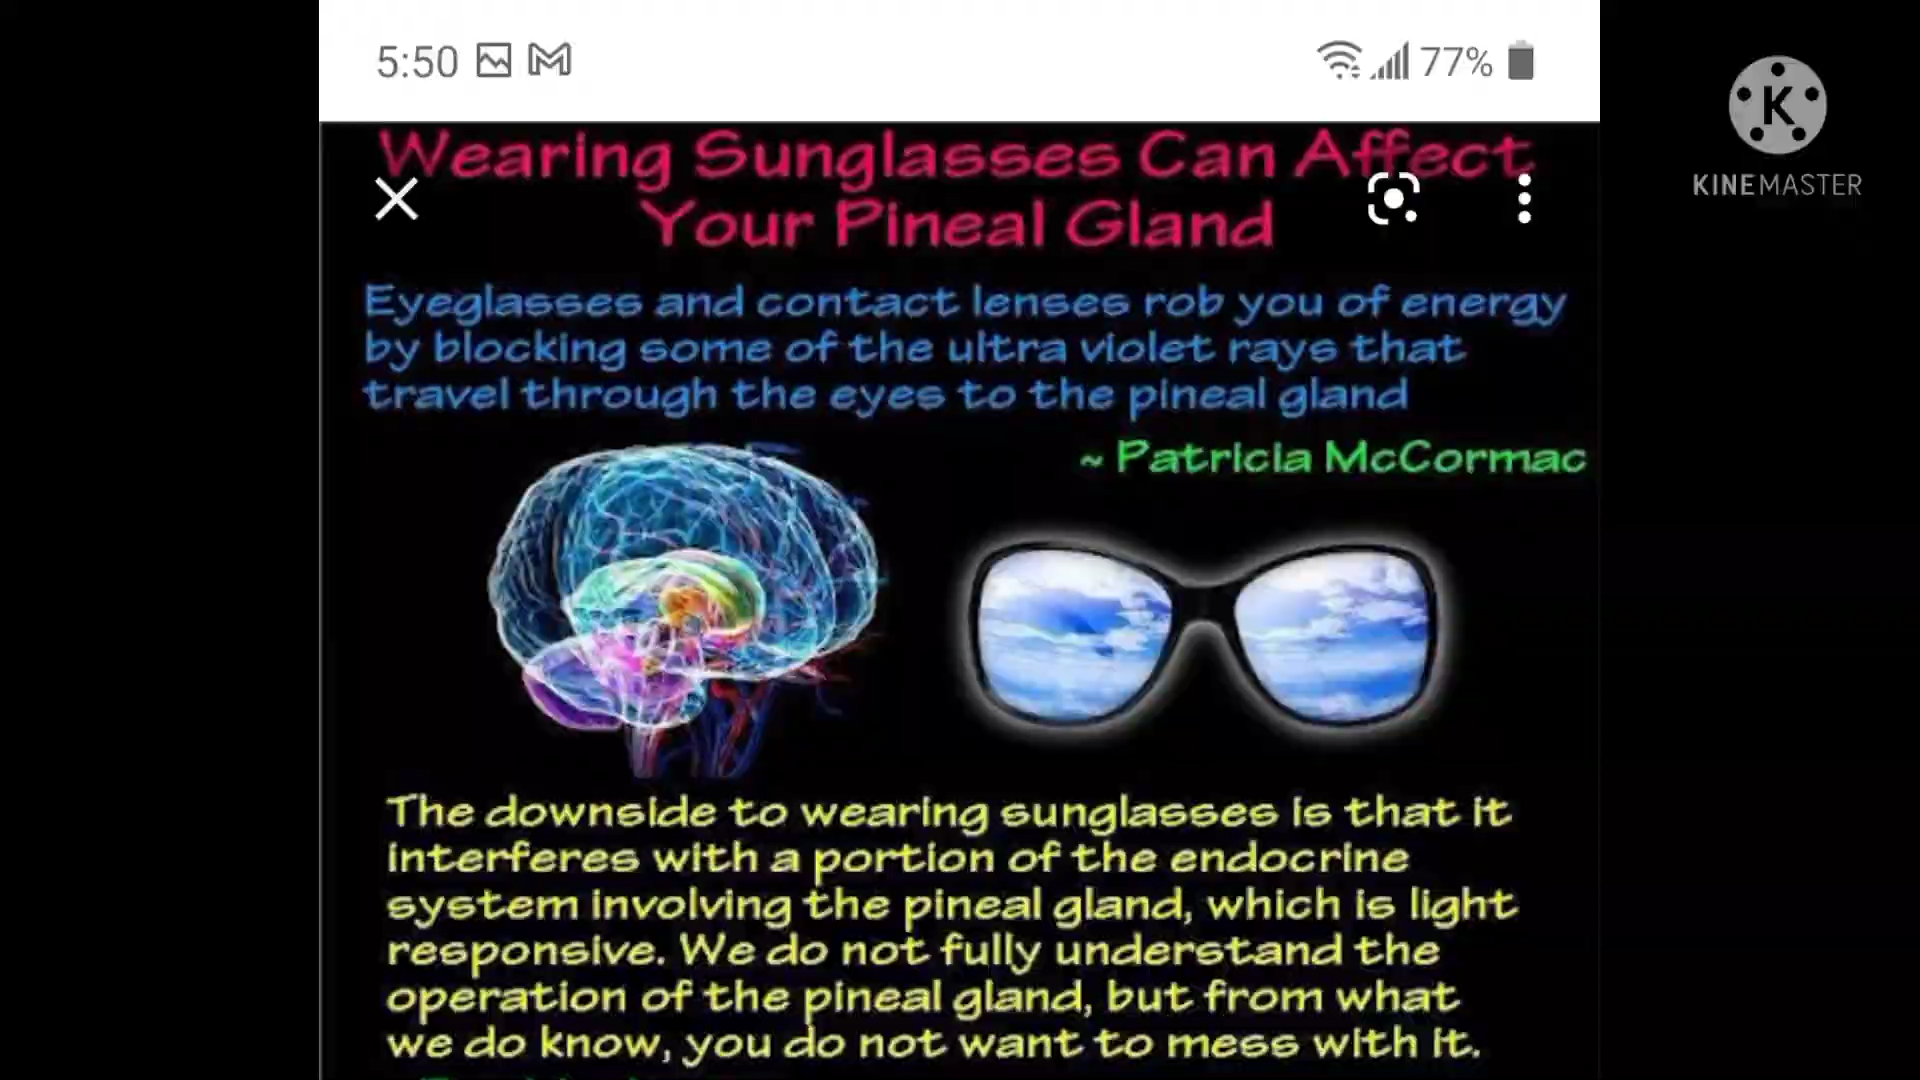 5:50
77%
KINEMASTER
Wearing Sunglasses Can Affect
Your Pineal Gland
Eyeglasses and contact lenses rob you of energy
by blocking some of the ultra violet rays that
travel through the eyes to the pineal gland
~ Patricia McCormac
The downside to wearing sunglasses is that it
interferes with a portion of the endocrine
system involving the pineal gland, which is light
responsive. We do not fully understand the
operation of the pineal gland, but from what
we do know, you do not want to mess with it.